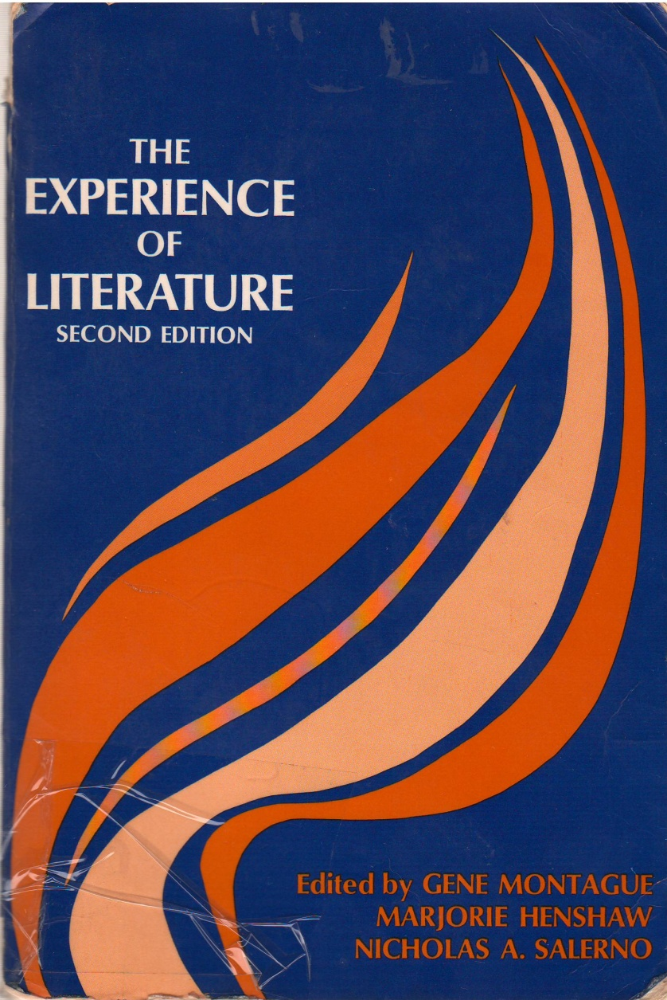 THE
EXPERIENCE
OF
LITERATURE
SECOND EDITION
Edited by GENE MONTAGUE
MARJORIE HENSHAW
NICHOLAS A. SALERNO